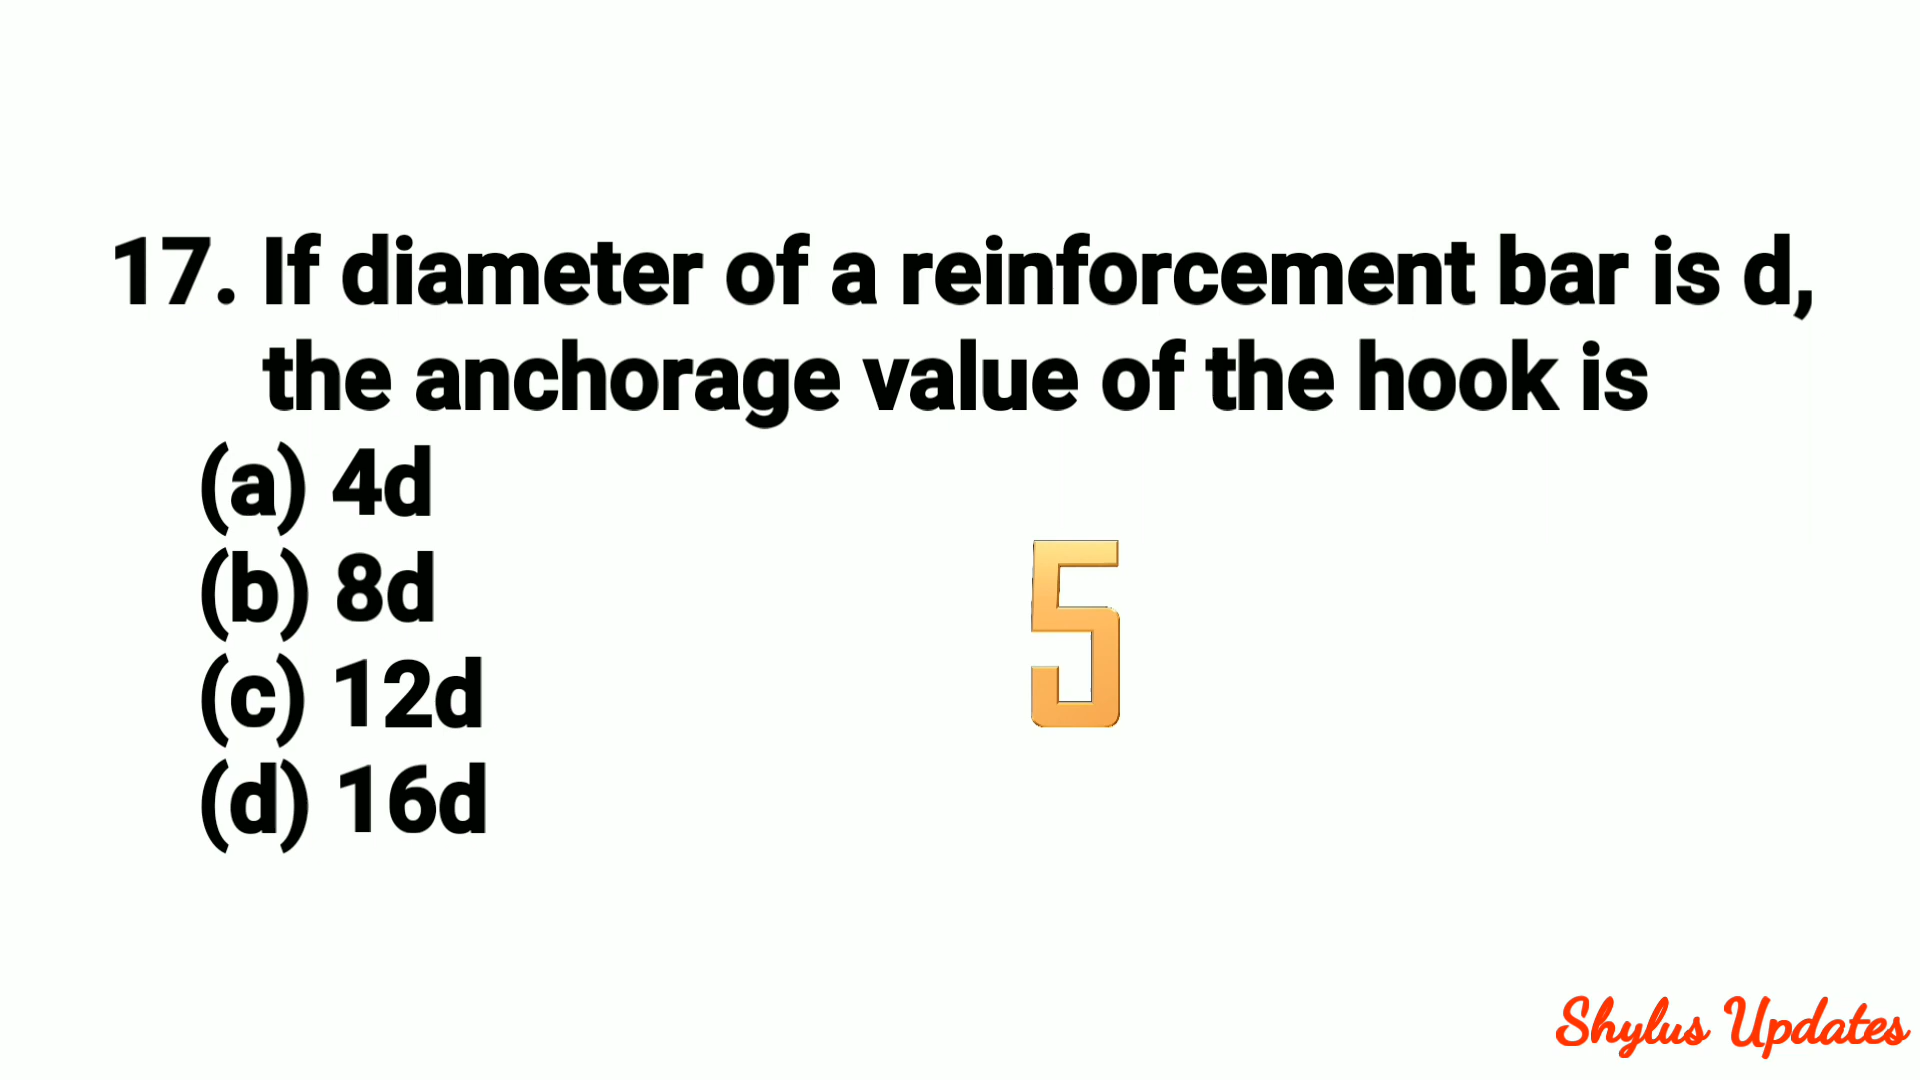 17. If diameter of a reinforcement bar is d,
the anchorage value of the hook is
(a) 4d
(b) 8d
5
(c) 12d
(d) 16d
Shylus Updates